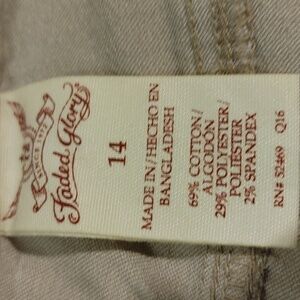 Faded Glory
14
MADE IN/HECHO EN
BANGLADESH
69% COTTON/
ALGODON
29% POLYESTER/
POLIESTER
2% SPANDEX
RN# 52469 Q16